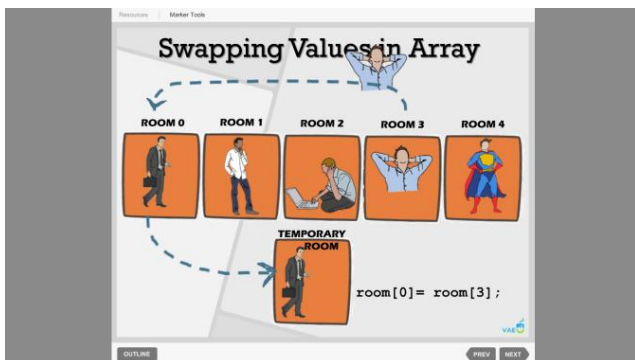 Resources Marker Tools
Swapping Values in Array
ROOM 0 ROOM 1 ROOM 2 ROOM 3 ROOM 4
TEMPORARY
ROOM
room[0]= room[3];
VAE
OUTLINE PREV NEXT